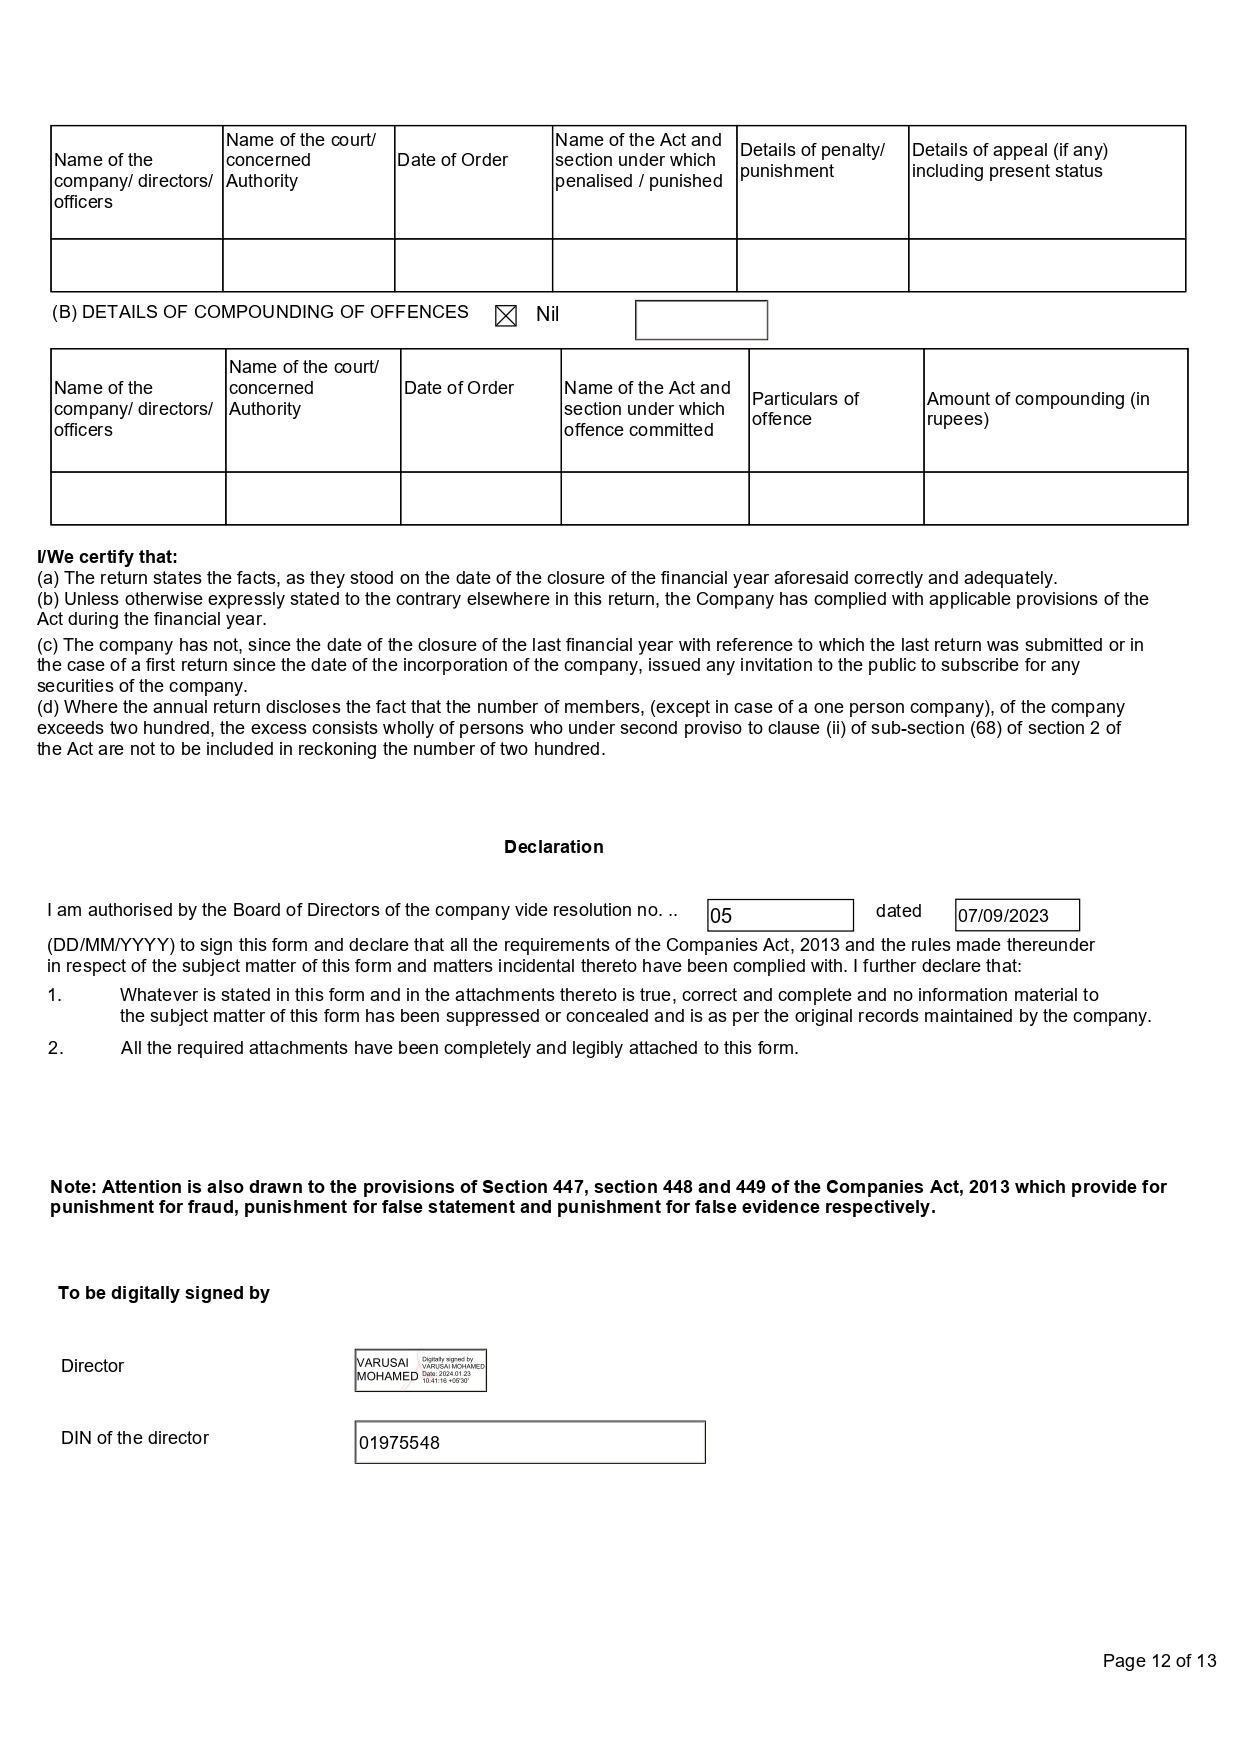 Name of the
company/ directors/
officers
Name of the court/
concerned
Authority
Date of Order
Name of the Act and
section under which
penalised / punished
Details of penalty/
punishment
Details of appeal (if any)
including present status
(B) DETAILS OF COMPOUNDING OF OFFENCES Nil
Name of the
company/ directors/
officers
Name of the court/
concerned
Authority
Date of Order
Name of the Act and
section under which
offence committed
Particulars of
offence
Amount of compounding (in
rupees)
I/We certify that:
(a) The return states the facts, as they stood on the date of the closure of the financial year aforesaid correctly and adequately.
(b) Unless otherwise expressly stated to the contrary elsewhere in this return, the Company has complied with applicable provisions of the
Act during the financial year.
(c) The company has not, since the date of the closure of the last financial year with reference to which the last return was submitted or in
the case of a first return since the date of the incorporation of the company, issued any invitation to the public to subscribe for any
securities of the company.
(d) Where the annual return discloses the fact that the number of members, (except in case of a one person company), of the company
exceeds two hundred, the excess consists wholly of persons who under second proviso to clause (ii) of sub-section (68) of section 2 of
the Act are not to be included in reckoning the number of two hundred.
Declaration
I am authorised by the Board of Directors of the company vide resolution no. .. 05 dated 07/09/2023
(DD/MM/YYYY) to sign this form and declare that all the requirements of the Companies Act, 2013 and the rules made thereunder
in respect of the subject matter of this form and matters incidental thereto have been complied with. I further declare that:
1. Whatever is stated in this form and in the attachments thereto is true, correct and complete and no information material to
the subject matter of this form has been suppressed or concealed and is as per the original records maintained by the company.
2. All the required attachments have been completely and legibly attached to this form.
Note: Attention is also drawn to the provisions of Section 447, section 448 and 449 of the Companies Act, 2013 which provide for
punishment for fraud, punishment for false statement and punishment for false evidence respectively.
To be digitally signed by
Director
VARUSAI
MOHAMED
Digitally signed by
VARUSAI MOHAMED
Date: 2024.01.23
10:41:16 +05'30'
DIN of the director 01975548
Page 12 of 13